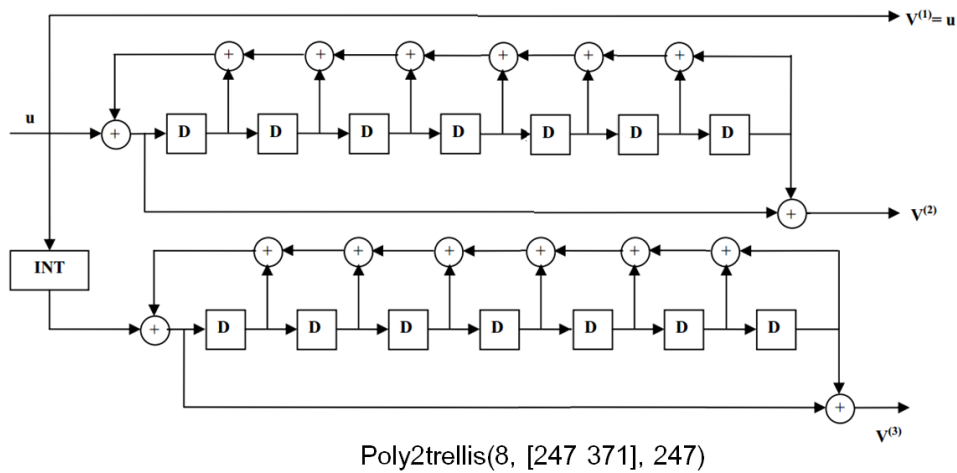 V(1)= u
+ + + + + +
u
+ D D D D D D D
+ V(2)
INT
+ + + + + +
+ D D D D D D D
+
V(3)
Poly2trellis(8, [247 371], 247)